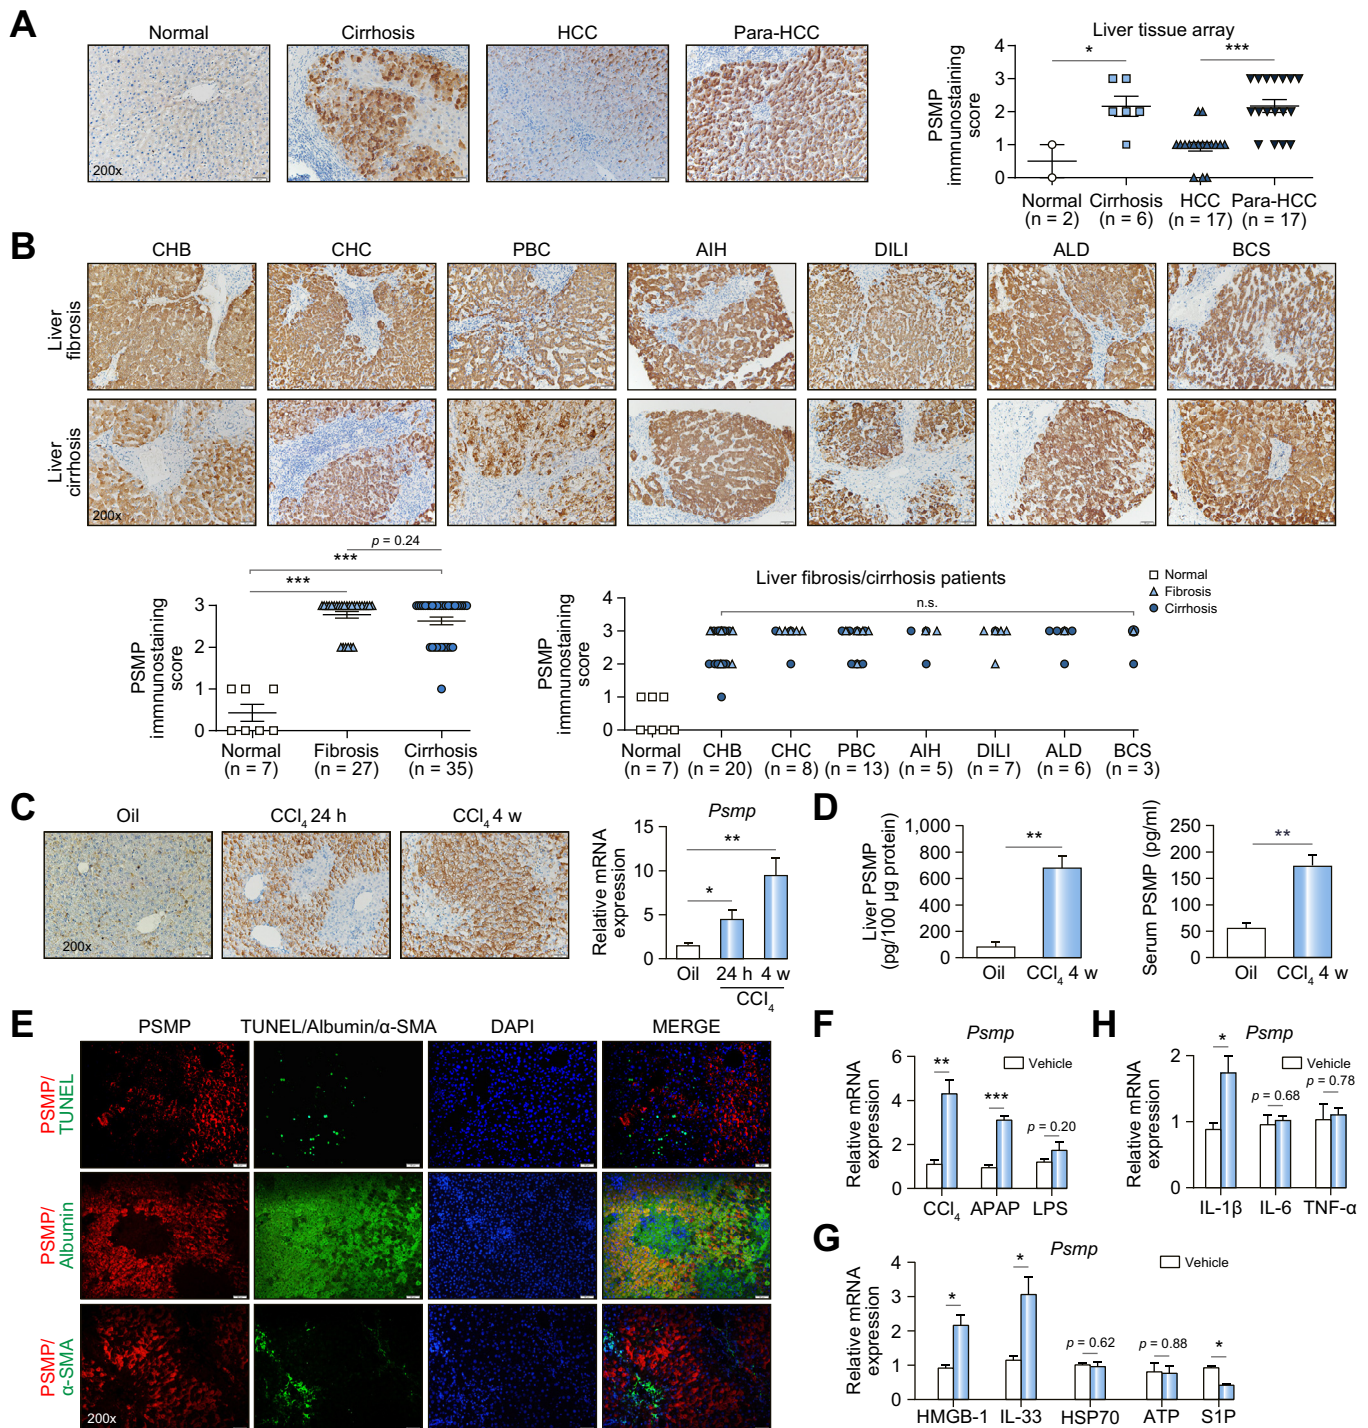 A
Normal
Cirrhosis
HCC
Para-HCC
200x
Liver tissue array
PSMP
immnunostaining
score
4
3
2
1
0
*
***
Normal
(n = 2)
Cirrhosis
(n = 6)
HCC
(n = 17)
Para-HCC
(n = 17)
B
CHB
CHC
PBC
AIH
DILI
ALD
BCS
Liver
fibrosis
Liver
cirrhosis
200x
PSMP
immnunostaining
score
3
2
1
0
***
***
p = 0.24
Normal
(n = 7)
Fibrosis
(n = 27)
Cirrhosis
(n = 35)
Liver fibrosis/cirrhosis patients
PSMP
immnunostaining
score
4
3
2
1
0
n.s.
Normal
Fibrosis
Cirrhosis
Normal
(n = 7)
CHB
(n = 20)
CHC
(n = 8)
PBC
(n = 13)
AIH
(n = 5)
DILI
(n = 7)
ALD
(n = 6)
BCS
(n = 3)
C
Oil
CCl4 24 h
CCl4 4 w
200x
Psmp
Relative mRNA
expression
15
10
5
0
*
**
Oil
24 h
4 w
CCl4
D
Liver PSMP
(pg/100 µg protein)
1,000
800
600
400
200
0
**
Oil
CCl4 4 w
Serum PSMP (pg/ml)
250
200
150
100
50
0
**
Oil
CCl4 4 w
E
PSMP
TUNEL/Albumin/α-SMA
DAPI
MERGE
PSMP/
TUNEL
PSMP/
Albumin
PSMP/
α-SMA
200x
F
Psmp
Vehicle
Relative mRNA
expression
6
4
2
0
**
***
p = 0.20
CCl4
APAP
LPS
H
Psmp
Vehicle
Relative mRNA
expression
2
1
0
*
p = 0.68
p = 0.78
IL-1β
IL-6
TNF-α
G
Psmp
Vehicle
Relative mRNA
expression
4
3
2
1
0
*
*
p = 0.62
p = 0.88
*
HMGB-1
IL-33
HSP70
ATP
S1P